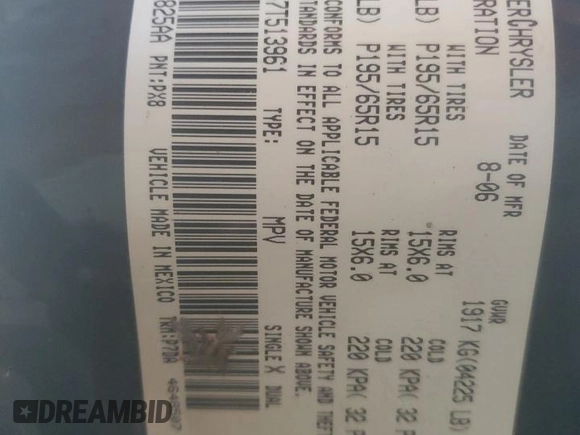 ERCHRYSLER DATE OF MFR GVWR
RATION 8-06 1917 KG(04225 LB)
WITH TIRES RIMS AT COLD
LB) P195/65R15 15X6.0 220 KPA( 32 P
WITH TIRES RIMS AT COLD
LB) P195/65R15 15X6.0 220 KPA( 32 P
CONFORMS TO ALL APPLICABLE FEDERAL MOTOR VEHICLE SAFETY AND THEFT
TANDARDS IN EFFECT ON THE DATE OF MANUFACTURE SHOWN ABOVE.
7T513961 TYPE: MPV SINGLE X DUAL
825AA PNT:PX8 VEHICLE MADE IN MEXICO TRM:P7DA
DREAMBID